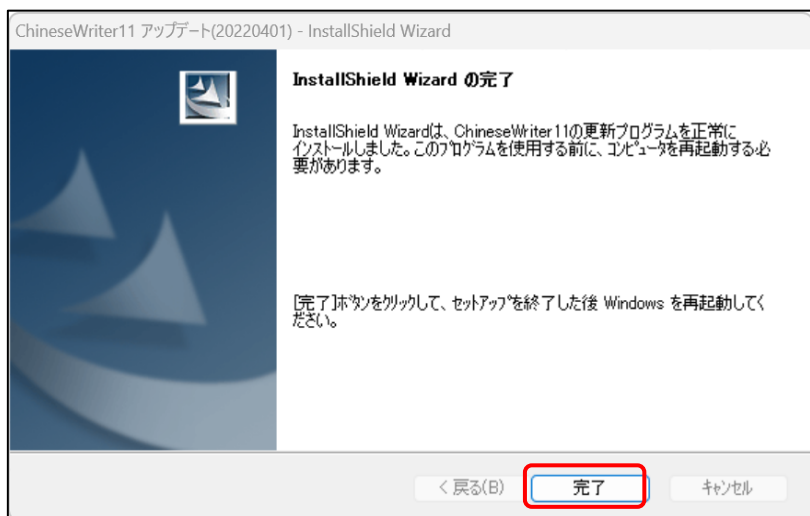 ChineseWriter11 アップデート(20220401) - InstallShield Wizard
InstallShield Wizard の完了
InstallShield Wizardは、ChineseWriter11の更新プログラムを正常に
インストールしました。このプログラムを使用する前に、コンピュータを再起動する必
要があります。
[完了]ボタンをクリックして、セットアップを終了した後 Windows を再起動してく
ださい。
< 戻る(B)
完了
キャンセル